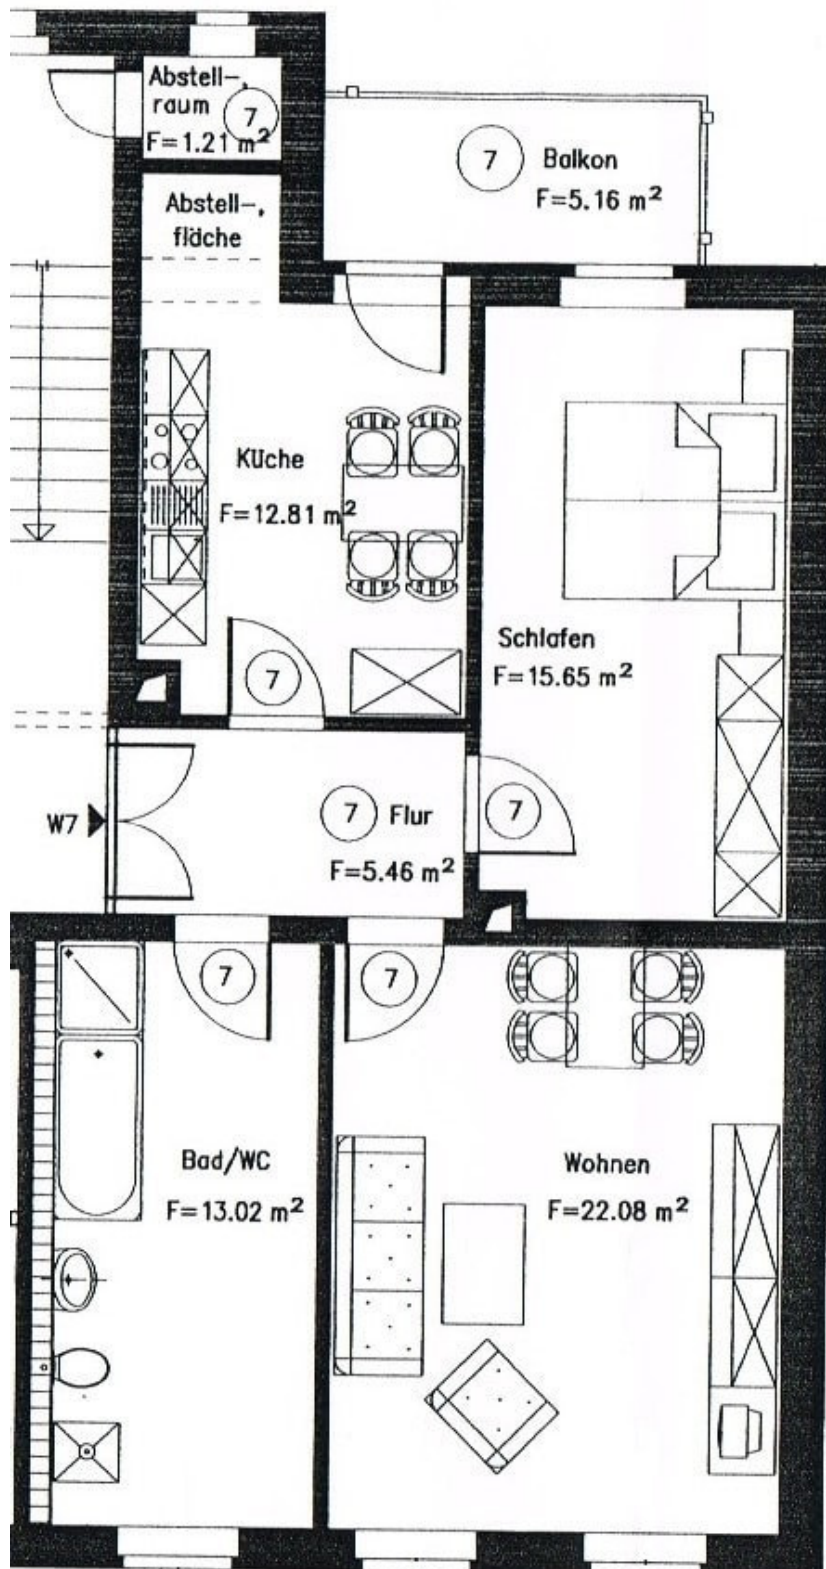 Abstell-,
raum
7
F=1.21 m²
7
Balkon
F=5.16 m²
Abstell-,
fläche
Küche
F=12.81 m²
Schlafen
F=15.65 m²
7
W7
7
Flur
7
F=5.46 m²
7
7
Bad/WC
F=13.02 m²
Wohnen
F=22.08 m²